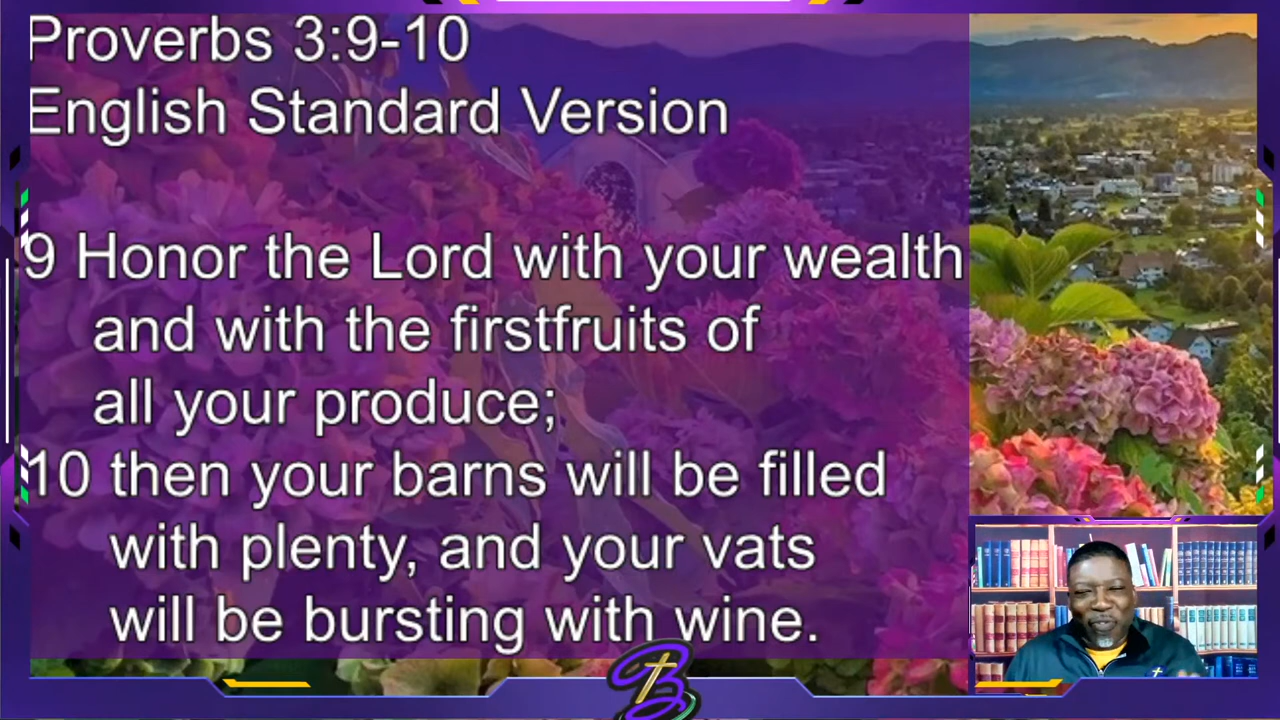 Proverbs 3:9-10
English Standard Version
9 Honor the Lord with your wealth
and with the firstfruits of
all your produce;
10 then your barns will be filled
with plenty, and your vats
will be bursting with wine.
B